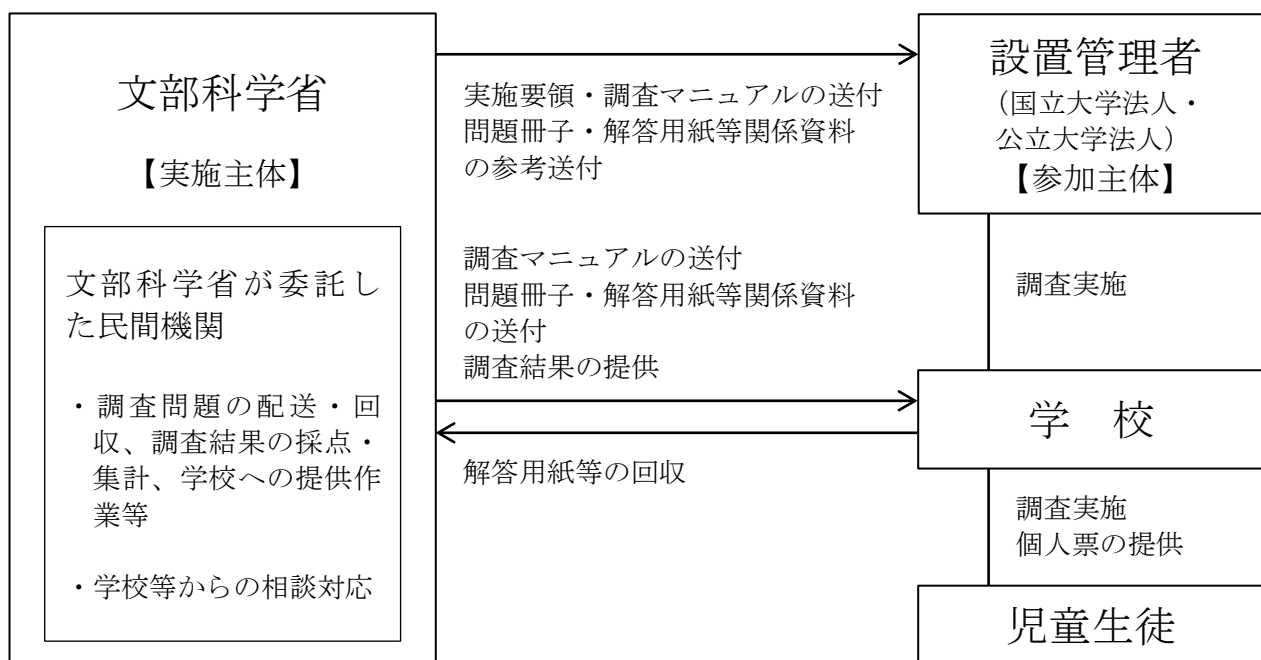 文部科学省
【実施主体】
文部科学省が委託し
た民間機関
・調査問題の配送・回
収、調査結果の採点・
集計、学校への提供作
業等
・学校等からの相談対応
実施要領・調査マニュアルの送付
問題冊子・解答用紙等関係資料
の参考送付
調査マニュアルの送付
問題冊子・解答用紙等関係資料
の送付
調査結果の提供
解答用紙等の回収
設置管理者
(国立大学法人・
公立大学法人)
【参加主体】
調査実施
学　校
調査実施
個人票の提供
児童生徒